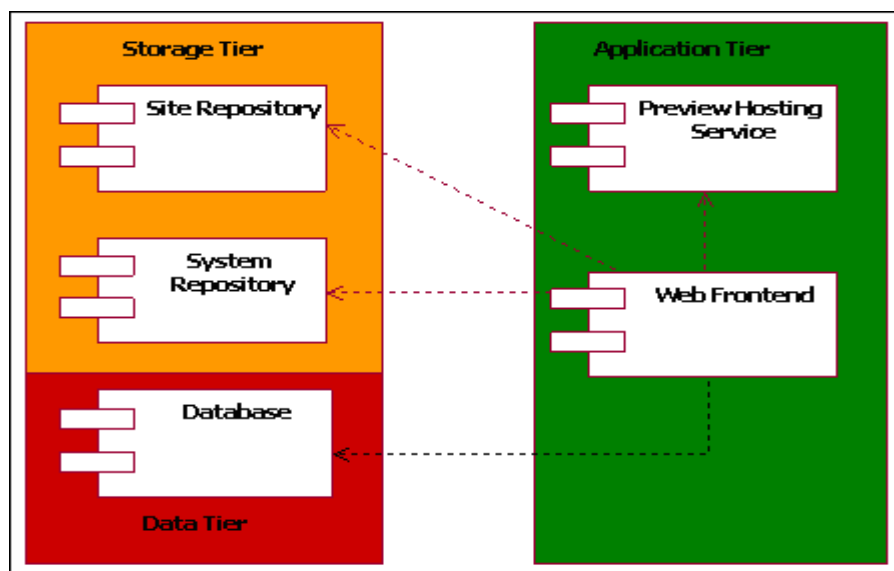 Storage Tier
Site Repository
System
Repository
Database
Data Tier
Application Tier
Preview Hosting
Service
Web Frontend